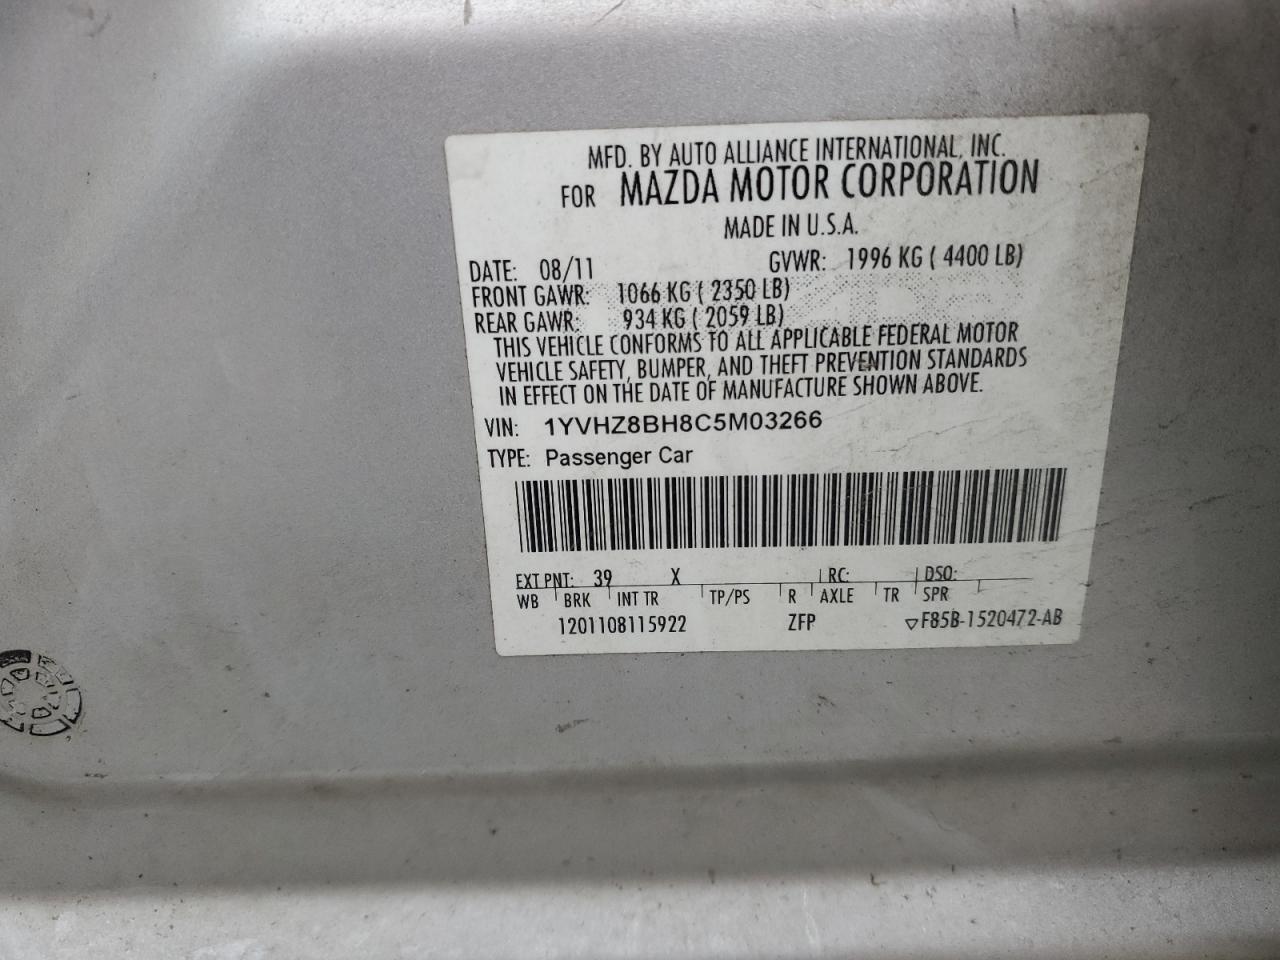 MFD. BY AUTO ALLIANCE INTERNATIONAL, INC.
FOR MAZDA MOTOR CORPORATION
MADE IN U.S.A.
DATE: 08/11 GVWR: 1996 KG ( 4400 LB)
FRONT GAWR: 1066 KG ( 2350 LB)
REAR GAWR: 934 KG ( 2059 LB)
THIS VEHICLE CONFORMS TO ALL APPLICABLE FEDERAL MOTOR
VEHICLE SAFETY, BUMPER, AND THEFT PREVENTION STANDARDS
IN EFFECT ON THE DATE OF MANUFACTURE SHOWN ABOVE.
VIN: 1YVHZ8BH8C5M03266
TYPE: Passenger Car
EXT PNT: 39 X RC: DSO:
WB BRK INT TR TP/PS R AXLE TR SPR
1201108115922 ZFP ▽F85B-1520472-AB